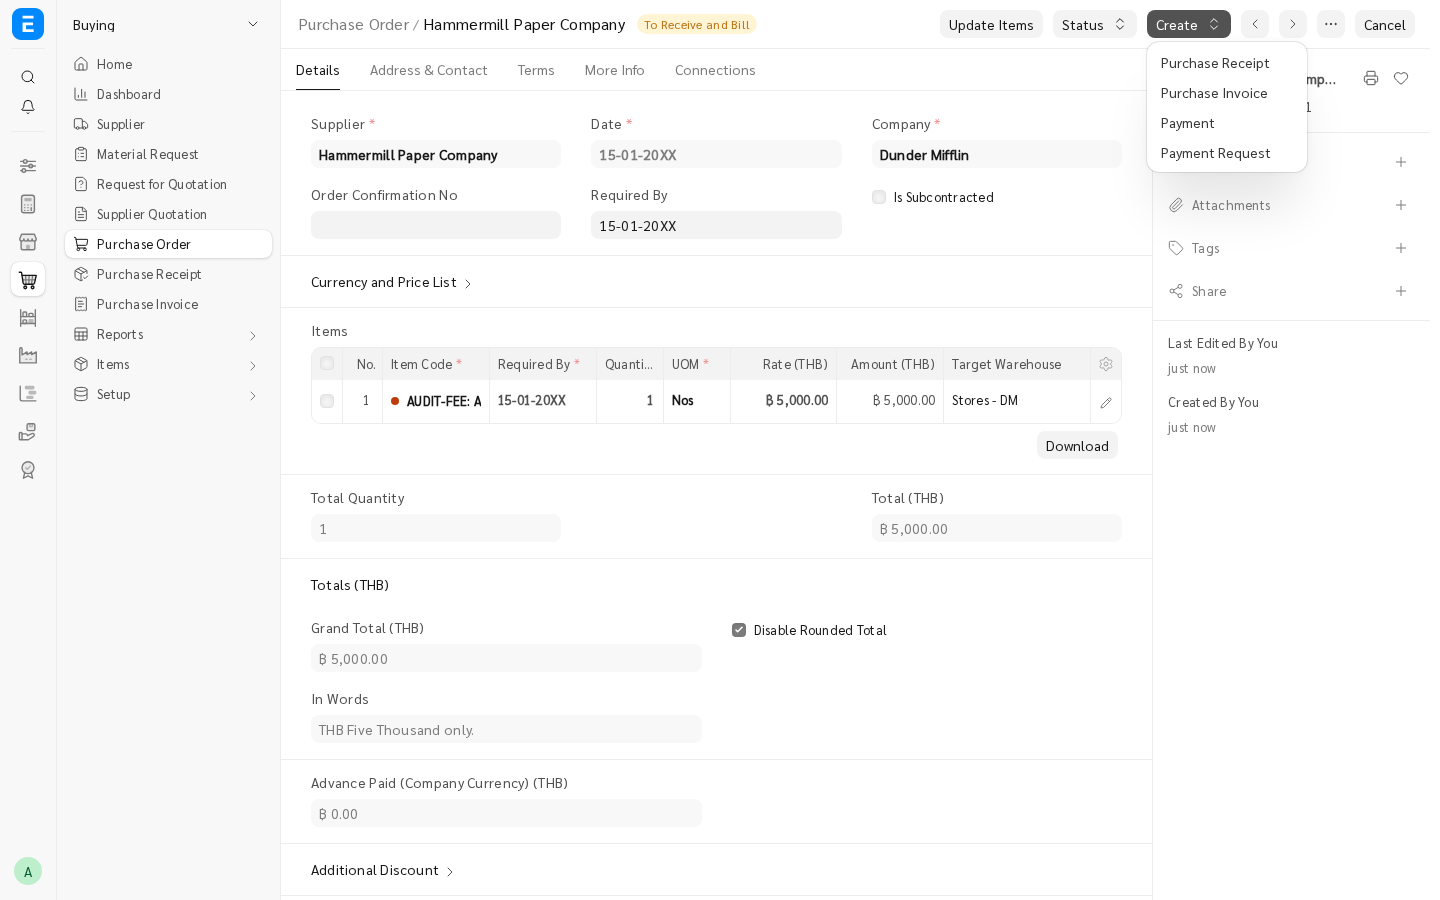 Buying
Home
Dashboard
Supplier
Material Request
Request for Quotation
Supplier Quotation
Purchase Order
Purchase Receipt
Purchase Invoice
Reports
Items
Setup
A
Purchase Order / Hammermill Paper Company To Receive and Bill
Update Items Status Create ... Cancel
Purchase Receipt
Purchase Invoice
Payment
Payment Request
Details Address & Contact Terms More Info Connections
Supplier * Date * Company *
Hammermill Paper Company 15-01-20XX Dunder Mifflin
Order Confirmation No Required By Is Subcontracted
15-01-20XX
Currency and Price List
Items
No. Item Code * Required By * Quanti... UOM * Rate (THB) Amount (THB) Target Warehouse
1 AUDIT-FEE: A 15-01-20XX 1 Nos ฿ 5,000.00 ฿ 5,000.00 Stores - DM
Download
Total Quantity Total (THB)
1 ฿ 5,000.00
Totals (THB)
Grand Total (THB) Disable Rounded Total
฿ 5,000.00
In Words
THB Five Thousand only.
Advance Paid (Company Currency) (THB)
฿ 0.00
Additional Discount
mp...
1
Attachments
Tags
Share
Last Edited By You
just now
Created By You
just now